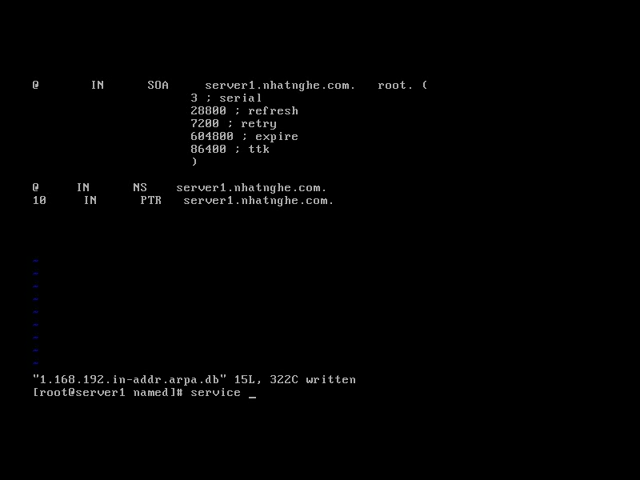 @ IN SOA server1.nhatnghe.com. root. (
3 ; serial
28800 ; refresh
7200 ; retry
604800 ; expire
86400 ; ttk
)
@ IN NS server1.nhatnghe.com.
10 IN PTR server1.nhatnghe.com.
~
~
~
~
~
~
~
~
~
"1.168.192.in-addr.arpa.db" 15L, 322C written
[root@server1 named]# service _